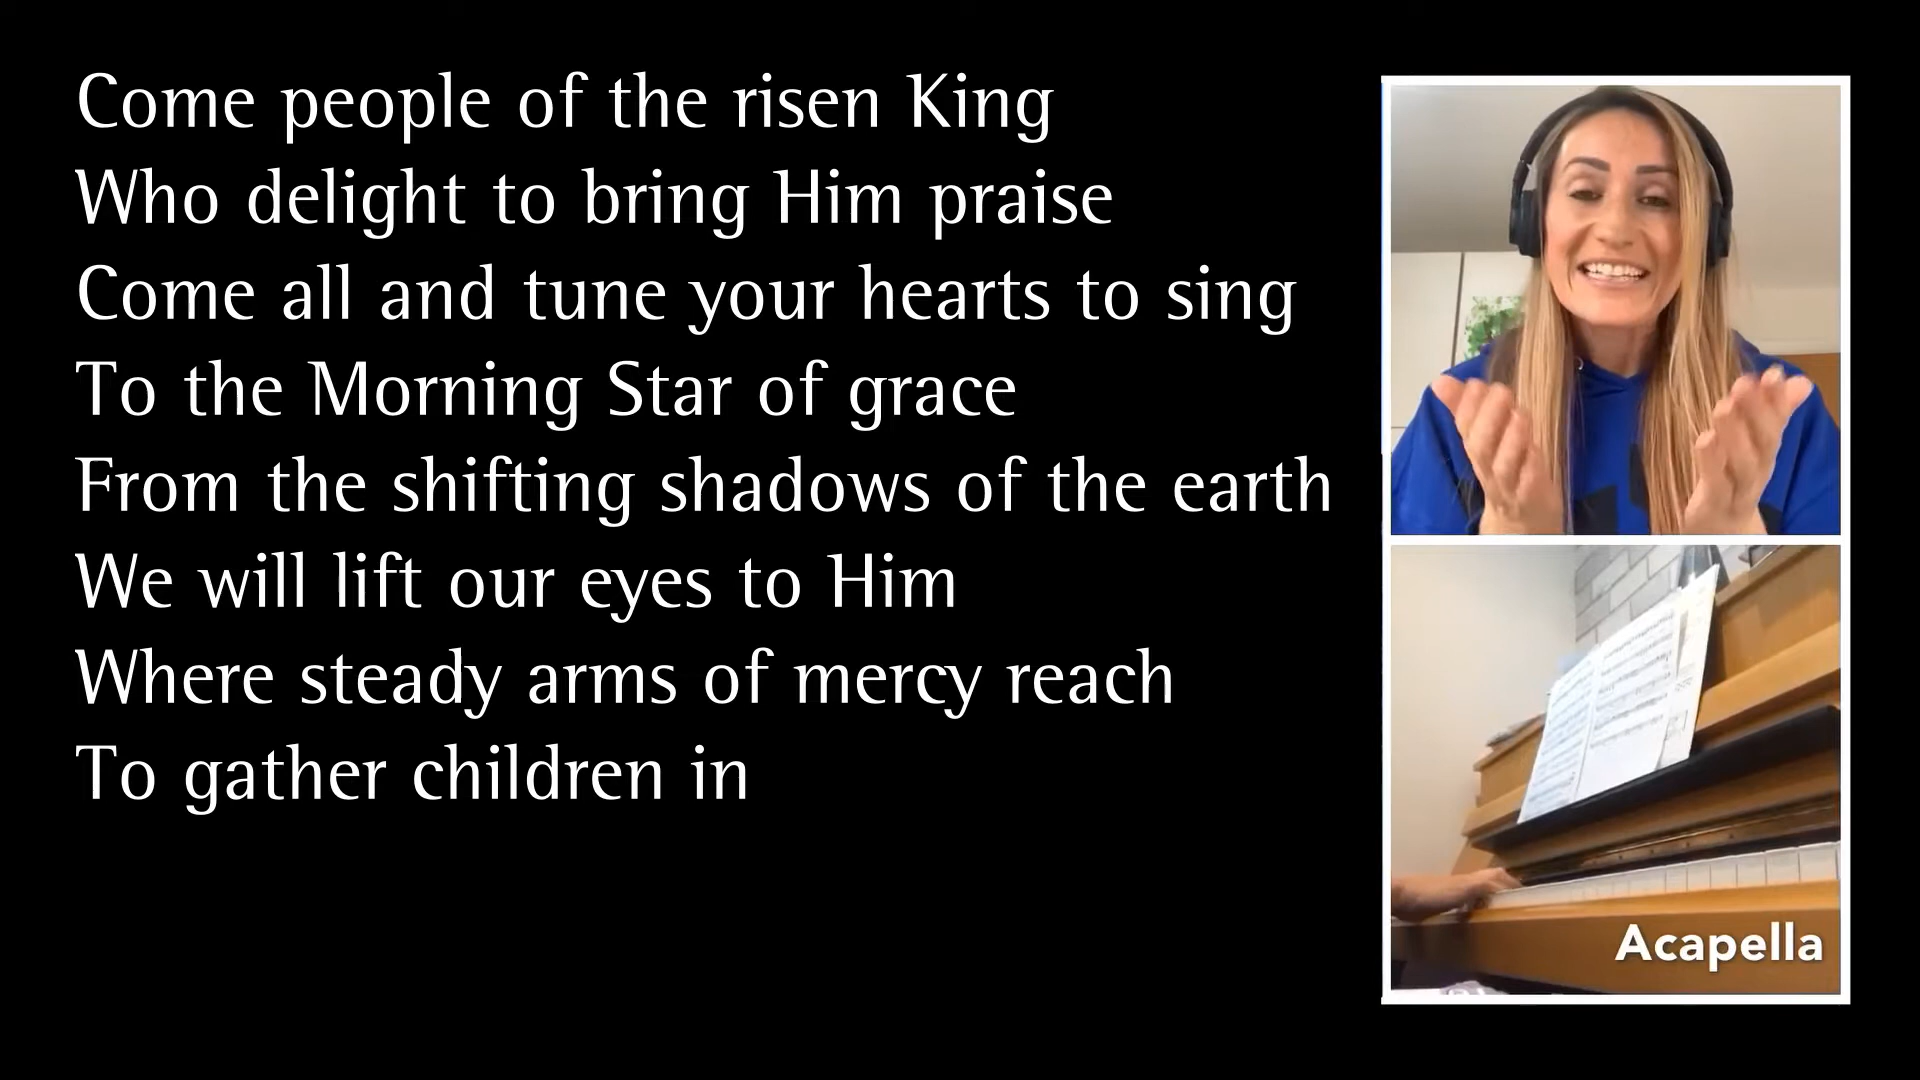 Come people of the risen King
Who delight to bring Him praise
Come all and tune your hearts to sing
To the Morning Star of grace
From the shifting shadows of the earth
We will lift our eyes to Him
Where steady arms of mercy reach
To gather children in
Acapella